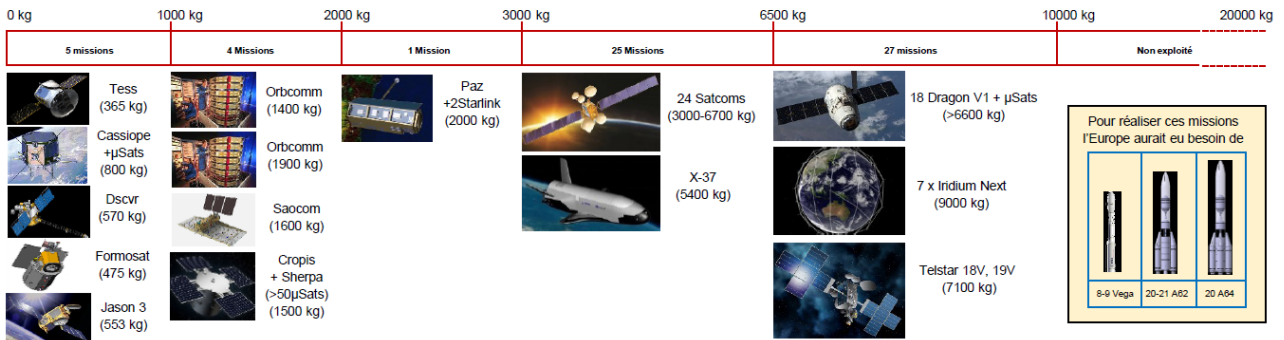 0 kg 1000 kg 2000 kg 3000 kg 6500 kg 10000 kg 20000 kg
5 missions 4 Missions 1 Mission 25 Missions 27 missions Non exploité
Tess
(365 kg)
Cassiope
+µSats
(800 kg)
Dscvr
(570 kg)
Formosat
(475 kg)
Jason 3
(553 kg)
Orbcomm
(1400 kg)
Orbcomm
(1900 kg)
Saocom
(1600 kg)
Cropis
+ Sherpa
(>50µSats)
(1500 kg)
Paz
+2Starlink
(2000 kg)
24 Satcoms
(3000-6700 kg)
X-37
(5400 kg)
18 Dragon V1 + µSats
(>6600 kg)
7 x Iridium Next
(9000 kg)
Telstar 18V, 19V
(7100 kg)
Pour réaliser ces missions
l'Europe aurait eu besoin de
8-9 Vega 20-21 A62 20 A64